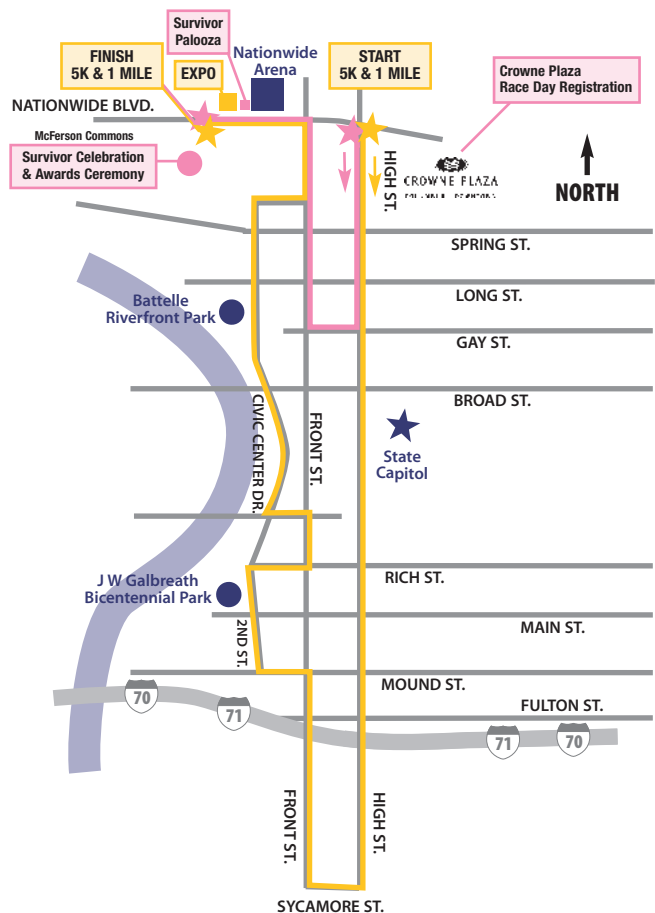 Survivor
Palooza
FINISH
5K & 1 MILE
EXPO
Nationwide
Arena
START
5K & 1 MILE
Crowne Plaza
Race Day Registration
NATIONWIDE BLVD.
McFerson Commons
Survivor Celebration
& Awards Ceremony
HIGH ST.
CROWNE PLAZA
NORTH
SPRING ST.
LONG ST.
Battelle
Riverfront Park
GAY ST.
BROAD ST.
CIVIC CENTER DR.
FRONT ST.
State
Capitol
J W Galbreath
Bicentennial Park
RICH ST.
2ND ST.
MAIN ST.
MOUND ST.
FULTON ST.
70
71
71
70
FRONT ST.
HIGH ST.
SYCAMORE ST.